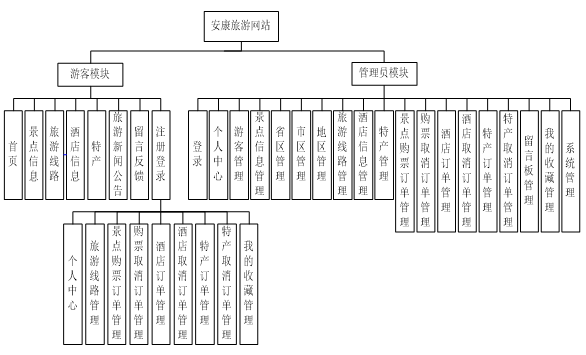 安康旅游网站
游客模块
管理员模块
首页
景点信息
旅游线路
酒店信息
特产
旅游新闻公告
留言反馈
注册登录
登录
个人中心
游客管理
景点信息管理
省区管理
市区管理
地区管理
旅游线路管理
酒店信息管理
特产管理
景点购票订单管理
购票取消订单管理
酒店订单管理
酒店取消订单管理
特产订单管理
特产取消订单管理
留言板管理
我的收藏管理
系统管理
个人中心
旅游线路管理
景点购票订单管理
购票取消订单管理
酒店订单管理
酒店取消订单管理
特产订单管理
特产取消订单管理
我的收藏管理